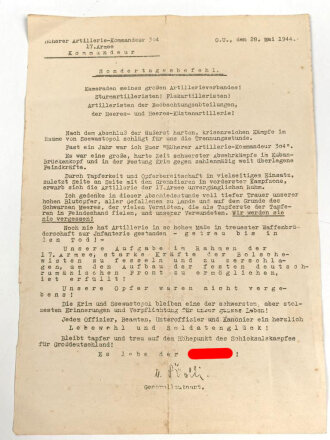 Höherer Artillerie-Kommandeur 304
17.Armee
Kommandeur
O.U., den 28. Mai 1944.
Sondertagesbefehl.
Kameraden meines großen Artillerieverbandes!
Sturmartilleristen! Flakartilleristen!
Artilleristen der Beobachtungsabteilungen,
der Heeres- und Heeres-Küstenartillerie!
Nach dem Abschluß der äußerst harten, krisenreichen Kämpfe im
Raume von Ssewastopol schlägt für uns die Trennungsstunde.
Fast ein Jahr war ich Euer "Höherer Artillerie-Kommandeur 304".
Es war eine große, harte Zeit schwerster Abwehrkämpfe im Kuban-
Brückenkopf und in der Festung Krim gegen zahlenmäßig weit überlegene
Feindkräfte
Durch Tapferkeit und Opferbereitschaft in vielseitigem Einsatz,
zuletzt Seite an Seite mit den Grenadieren in vorderster Kampfzone,
erwarb sich die Artillerie der 17.Armee unvergänglichen Ruhm.
Ich gedenke in dieser Abschiedsstunde voll tiefer Trauer unserer
hohen Blutopfer, aller gefallenen zu Lande und auf dem Grunde des
Schwarzen Meeres, der vielen Vermißten, die als Tapferste der Tapfe-
ren in Feindeshand fielen, und unserer Verwundeten. Wir werden sie
nie vergessen!
Noch nie hat Artillerie in so hohem Maße in treuester Waffenbrü-
derschaft zur Infanterie gestanden - getreu bis in
den Tod! -
Unsere Aufgabe im Rahmen der
17.Armee, starke Kräfte der Bolsche-
wisten zu fesseln und zu zerschla-
gen, um den Aufbau der festen deutsch-
rumänischen Front zu ermöglichen,
ist erfüllt!
Unsere Opfer waren nicht verge-
bens!
Die Krim und Ssewastopol bleiben eine der schwersten, aber stol-
zesten Erinnerungen und Verpflichtung für unser ganzes Leben!
Jedem Offizier, Beamten, Unteroffizier und Kanonier ein herzlich
Lebewohl und Soldatenglück!
Bleibt tapfer und treu auf dem Höhepunkt des Schicksalskampfes
für Großdeutschland!
Es lebe der !
Generalleutnant.